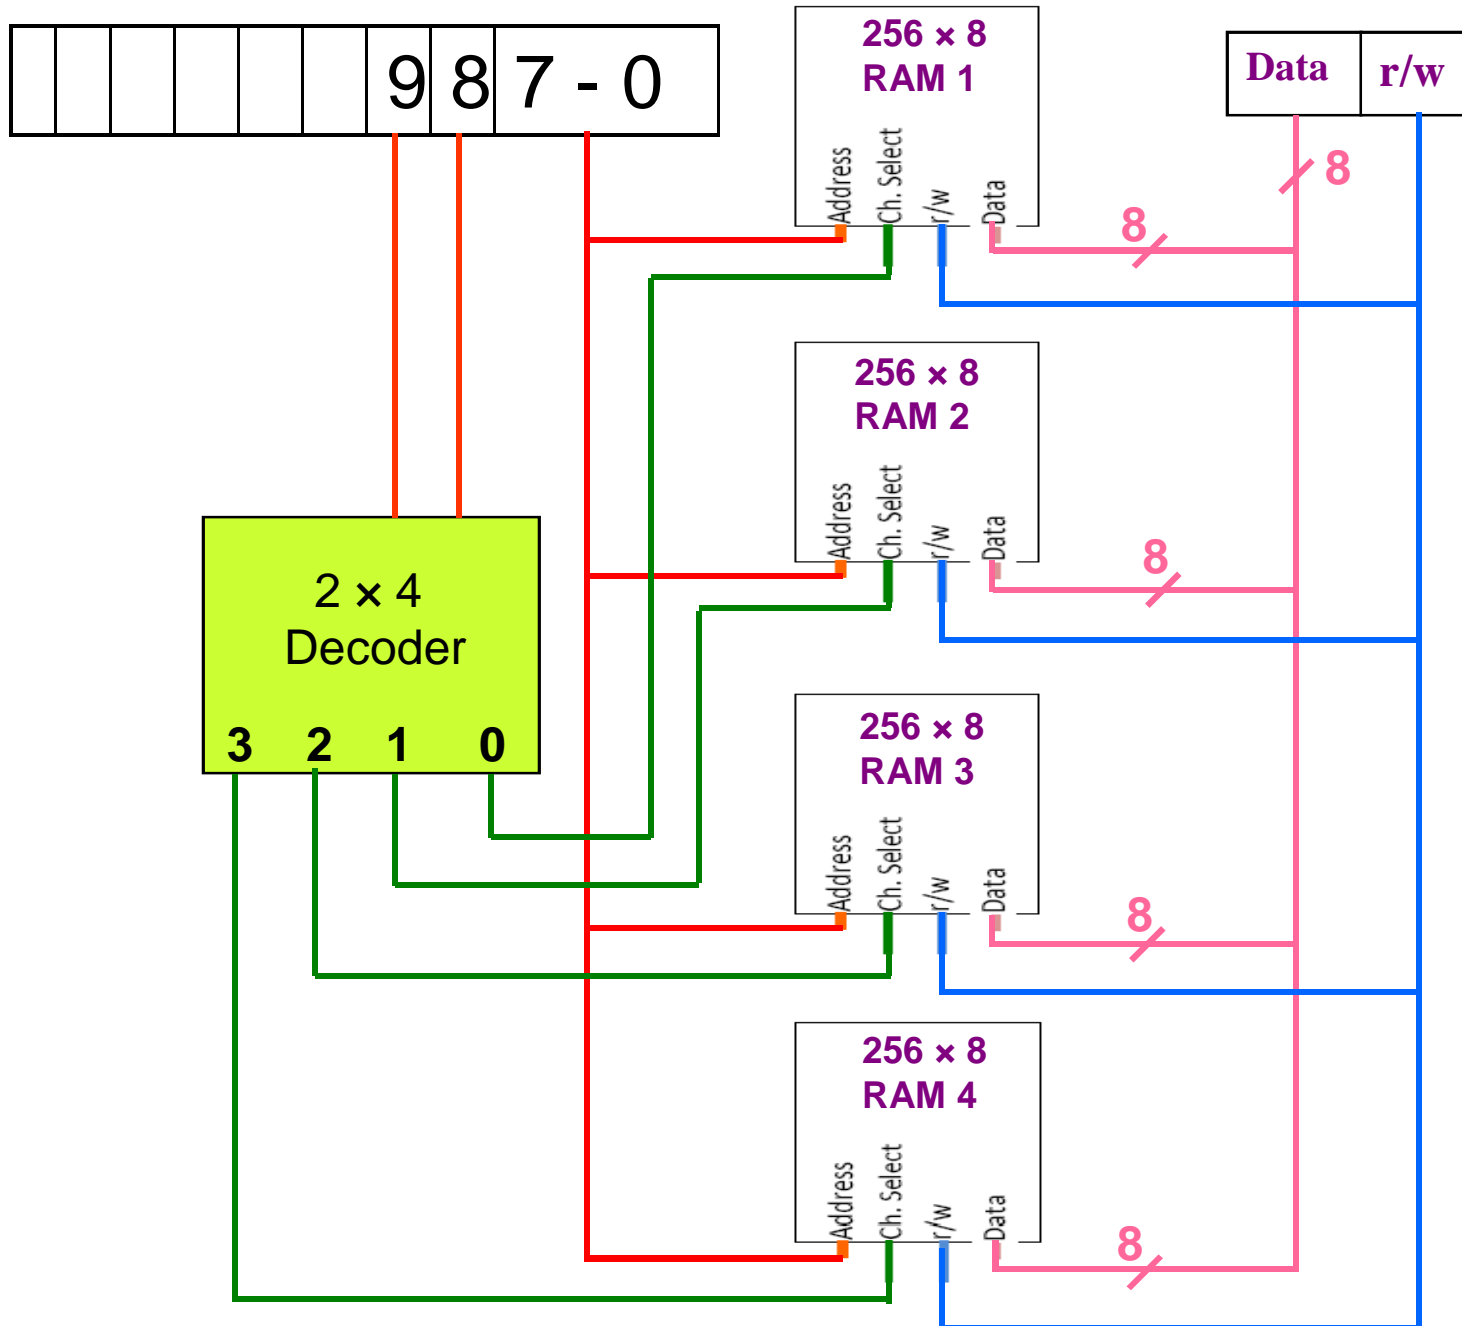 9 8 7 - 0
256 × 8
RAM 1
Address
Ch. Select
r/w
Data
Data
r/w
8
8
256 × 8
RAM 2
Address
Ch. Select
r/w
Data
8
2 × 4
Decoder
3 2 1 0
256 × 8
RAM 3
Address
Ch. Select
r/w
Data
8
256 × 8
RAM 4
Address
Ch. Select
r/w
Data
8